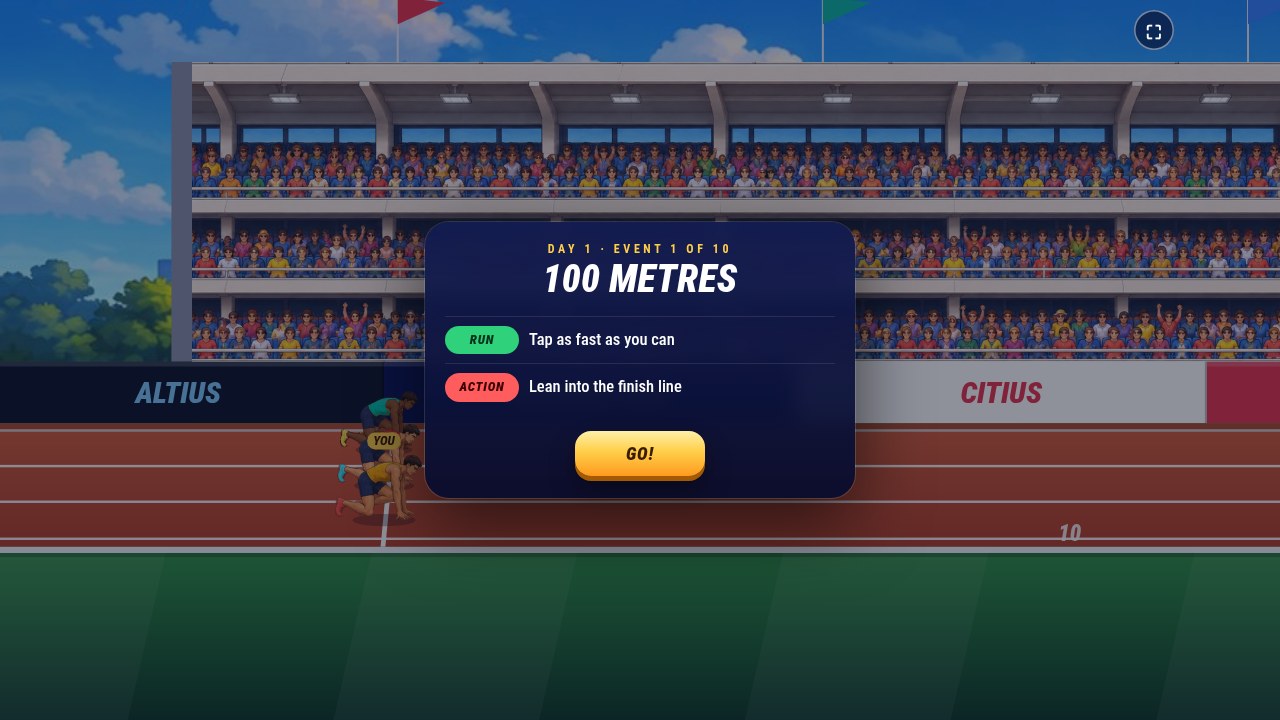 DAY 1 · EVENT 1 OF 10
100 METRES
RUN Tap as fast as you can
ACTION Lean into the finish line
GO!
ALTIUS
CITIUS
YOU
10